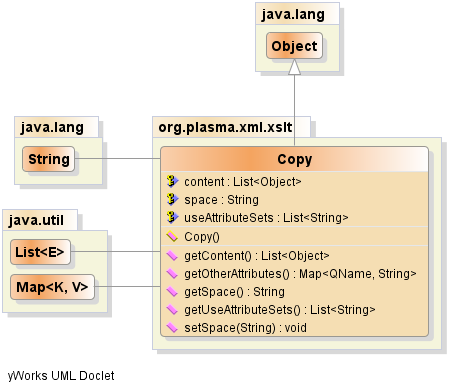 java.lang
Object
java.lang
String
org.plasma.xml.xslt
Copy
content : List<Object>
space : String
useAttributeSets : List<String>
Copy()
getContent() : List<Object>
getOtherAttributes() : Map<QName, String>
getSpace() : String
getUseAttributeSets() : List<String>
setSpace(String) : void
java.util
List<E>
Map<K, V>
yWorks UML Doclet